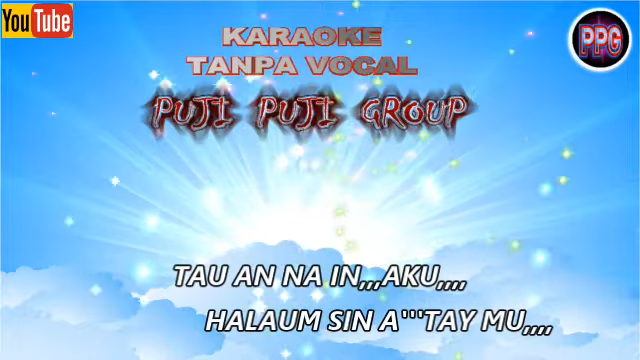 YouTube
PPG
KARAOKE
TANPA VOCAL
PUJI PUJI GROUP
TAU AN NA IN,,,AKU,,,,
HALAUM SIN A'''TAY MU,,,,